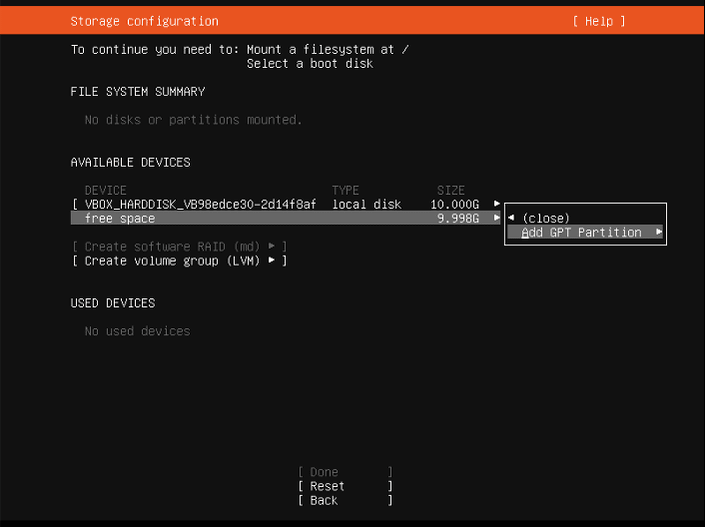 Storage configuration [ Help ]
To continue you need to: Mount a filesystem at /
Select a boot disk
FILE SYSTEM SUMMARY
No disks or partitions mounted.
AVAILABLE DEVICES
DEVICE TYPE SIZE
[ VBOX_HARDDISK_VB98edce30-2d14f8af local disk 10.000G ▶
free space 9.998G ▶ ◀ (close)
Add GPT Partition ▶
[ Create software RAID (md) ▶ ]
[ Create volume group (LVM) ▶ ]
USED DEVICES
No used devices
[ Done ]
[ Reset ]
[ Back ]